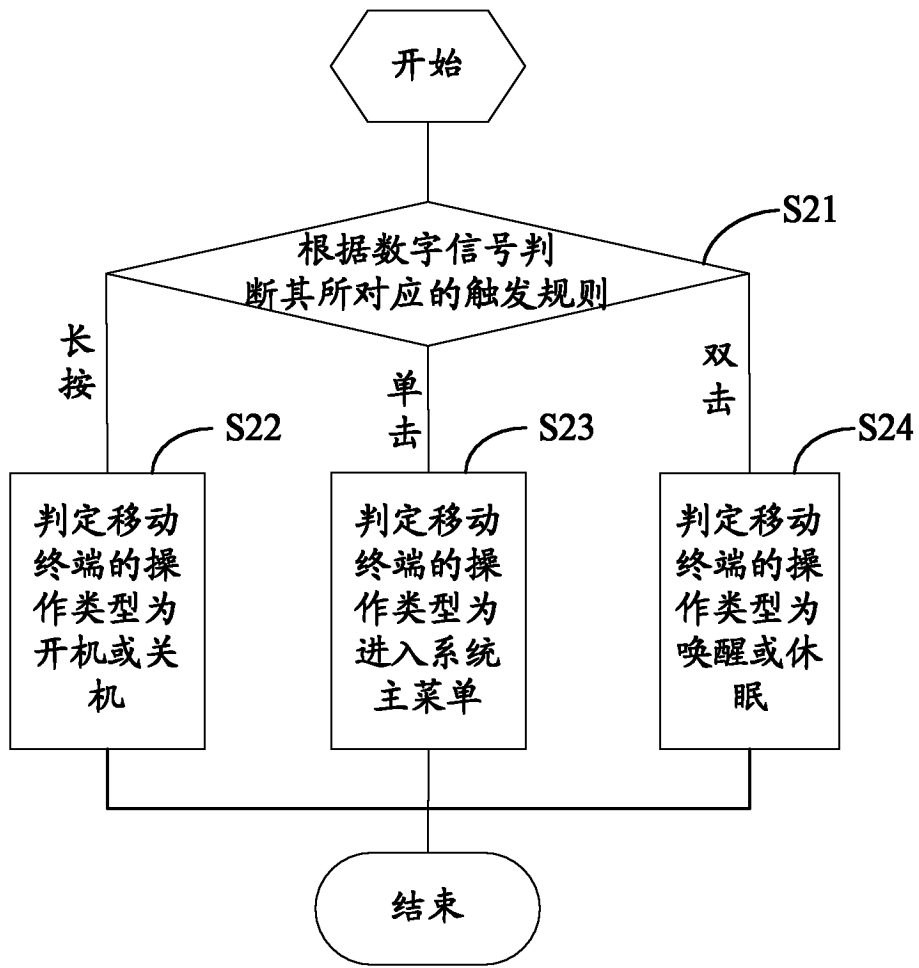 开始
S21
根据数字信号判
断其所对应的触发规则
长
按
单
击
双
击
S22
S23
S24
判定移动
终端的操
作类型为
开机或关
机
判定移动
终端的操
作类型为
进入系统
主菜单
判定移动
终端的操
作类型为
唤醒或休
眠
结束